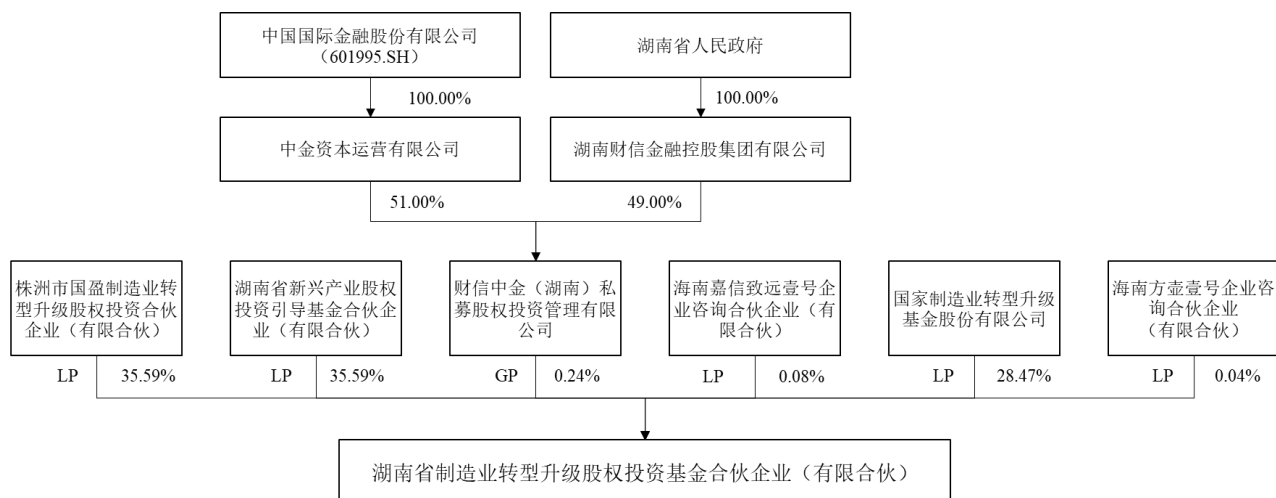 中国国际金融股份有限公司
（601995.SH）
湖南省人民政府
100.00%
100.00%
中金资本运营有限公司
湖南财信金融控股集团有限公司
51.00%
49.00%
株洲市国盈制造业转
型升级股权投资合伙
企业（有限合伙）
湖南省新兴产业股权
投资引导基金合伙企
业（有限合伙）
财信中金（湖南）私
募股权投资管理有限
公司
海南嘉信致远壹号企
业咨询合伙企业（有
限合伙）
国家制造业转型升级
基金股份有限公司
海南方壶壹号企业咨
询合伙企业
（有限合伙）
LP 35.59%
LP 35.59%
GP 0.24%
LP 0.08%
LP 28.47%
LP 0.04%
湖南省制造业转型升级股权投资基金合伙企业（有限合伙）